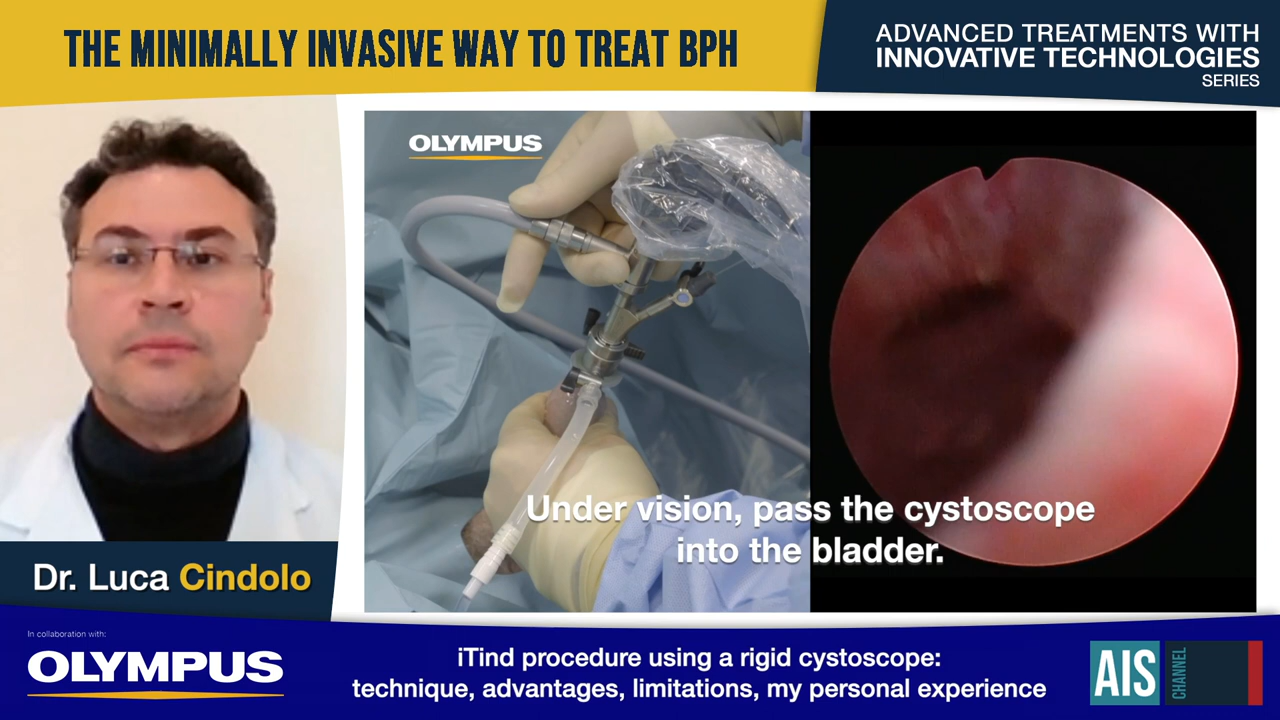 THE MINIMALLY INVASIVE WAY TO TREAT BPH
ADVANCED TREATMENTS WITH
INNOVATIVE TECHNOLOGIES
SERIES
OLYMPUS
Under vision, pass the cystoscope
into the bladder.
Dr. Luca Cindolo
In collaboration with:
OLYMPUS
iTind procedure using a rigid cystoscope:
technique, advantages, limitations, my personal experience
AIS
CHANNEL